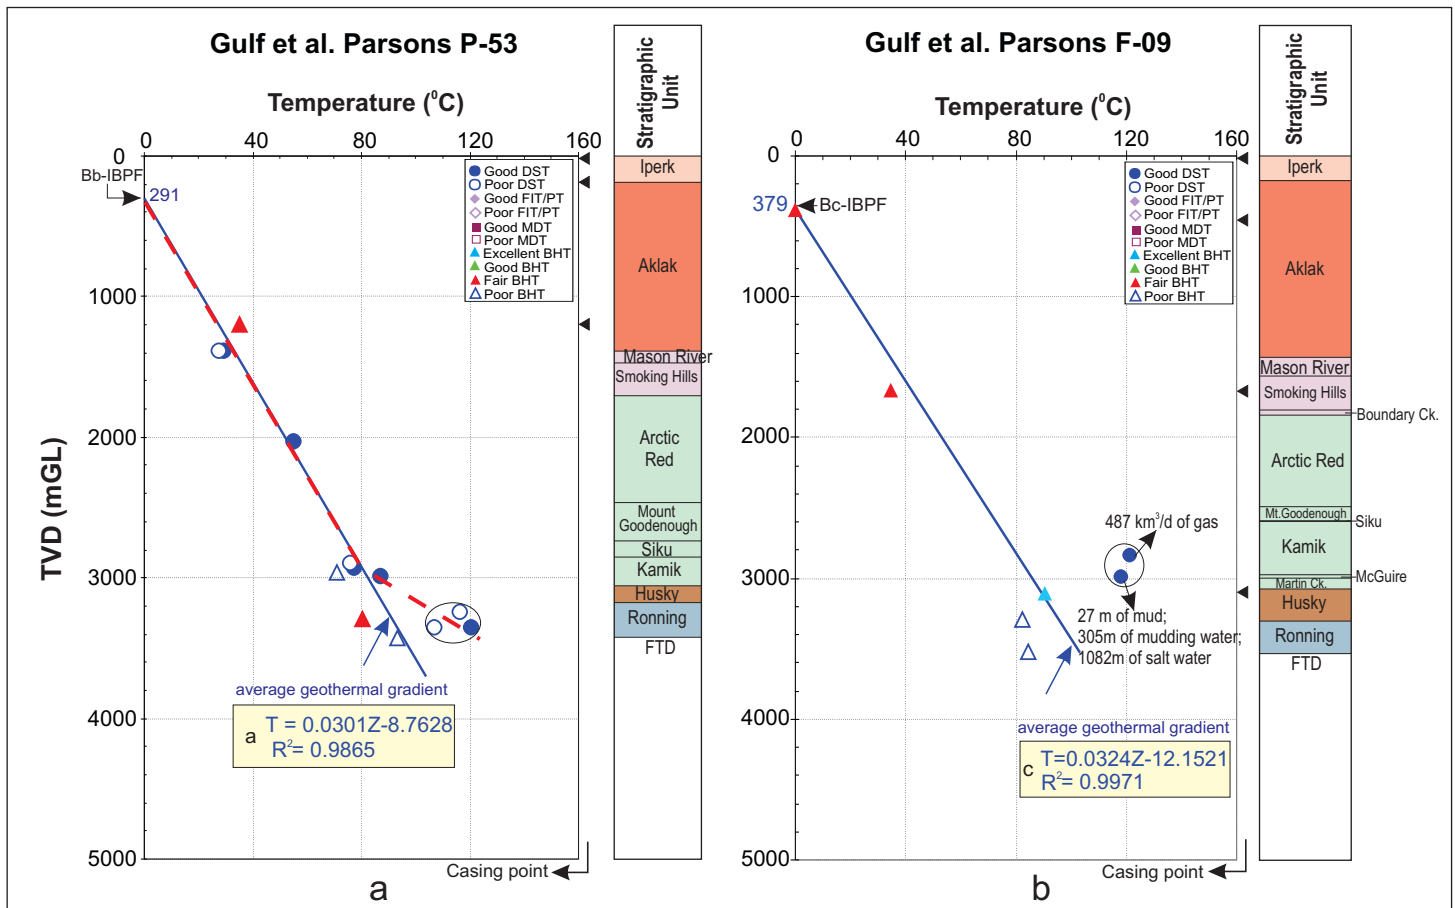 Gulf et al. Parsons P-53
Temperature (⁰C)
0 40 80 120 160
0
1000
2000
3000
4000
5000
TVD (mGL)
Bb-IBPF
291
Good DST
Poor DST
Good FIT/PT
Poor FIT/PT
Good MDT
Poor MDT
Excellent BHT
Good BHT
Fair BHT
Poor BHT
average geothermal gradient
a T = 0.0301Z-8.7628
R²= 0.9865
Casing point
a
Stratigraphic
Unit
Iperk
Aklak
Mason River
Smoking Hills
Arctic
Red
Mount
Goodenough
Siku
Kamik
Husky
Ronning
FTD
Gulf et al. Parsons F-09
Temperature (⁰C)
0 40 80 120 160
0
1000
2000
3000
4000
5000
379
Bc-IBPF
Good DST
Poor DST
Good FIT/PT
Poor FIT/PT
Good MDT
Poor MDT
Excellent BHT
Good BHT
Fair BHT
Poor BHT
487 km³/d of gas
27 m of mud;
305m of mudding water;
1082m of salt water
average geothermal gradient
c T=0.0324Z-12.1521
R²= 0.9971
Casing point
b
Stratigraphic
Unit
Iperk
Aklak
Mason River
Smoking Hills
Boundary Ck.
Arctic Red
Mt.Goodenough
Siku
Kamik
McGuire
Martin Ck.
Husky
Ronning
FTD